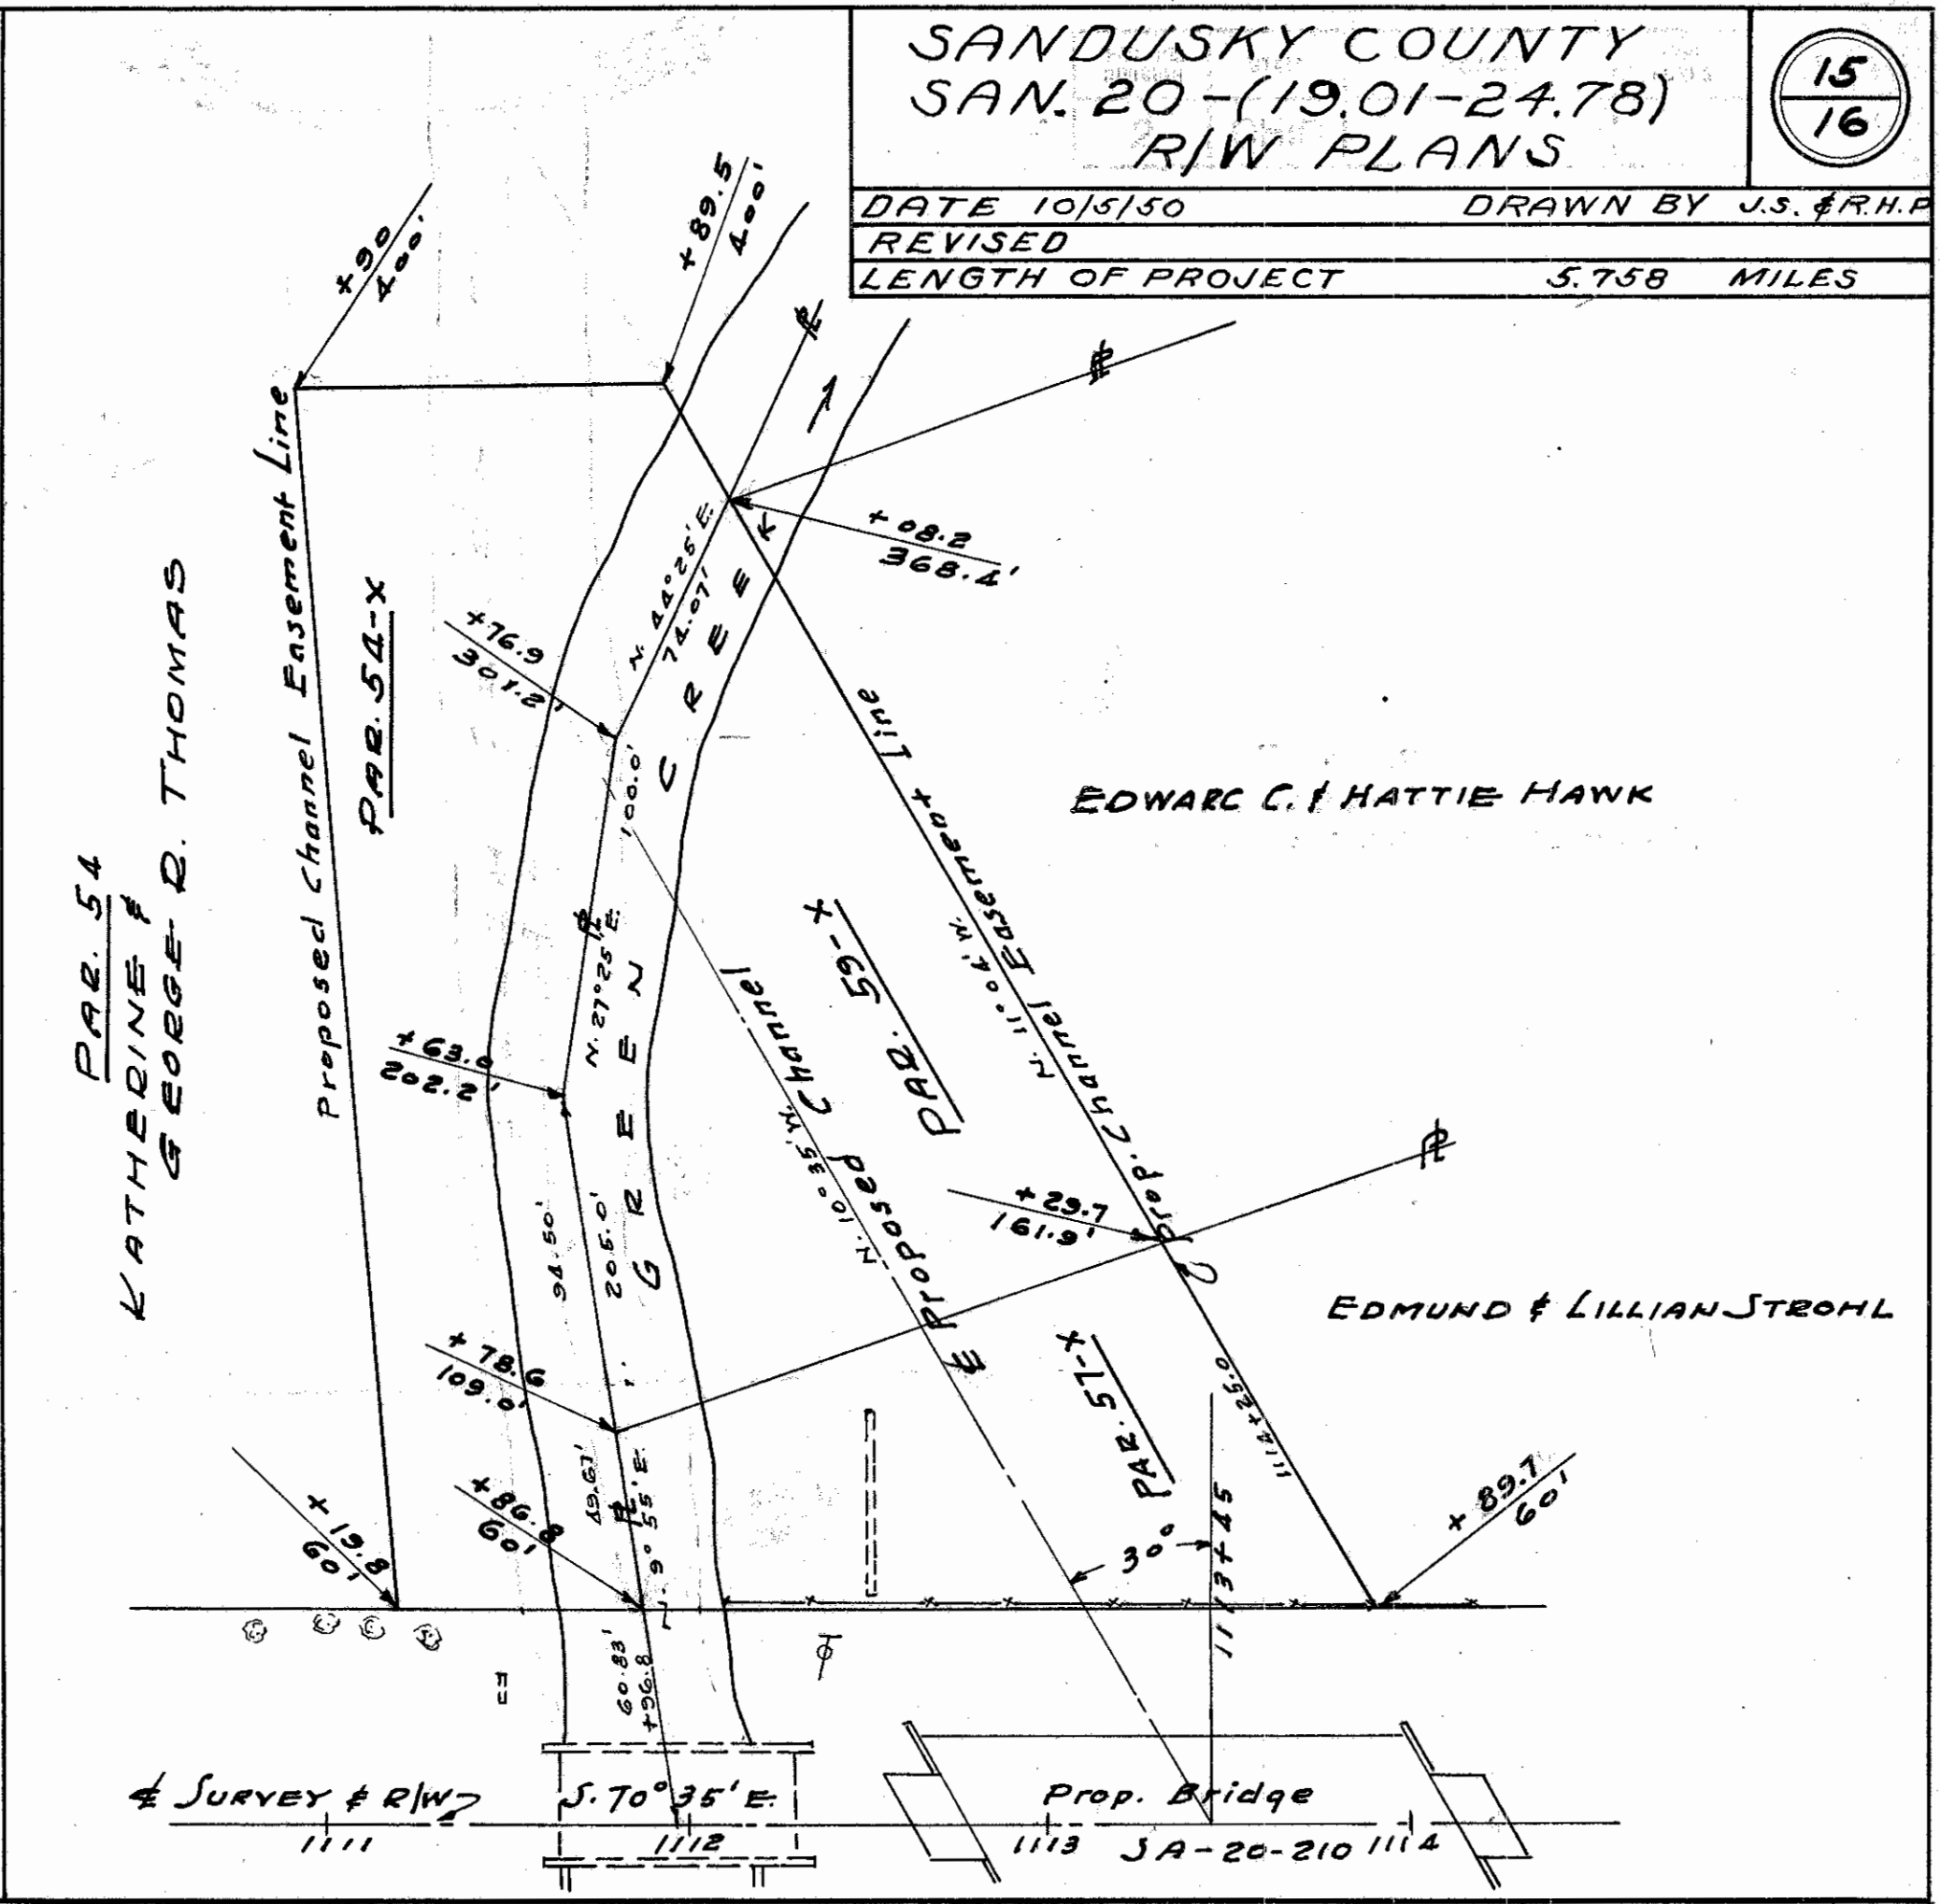 SANDUSKY COUNTY
SAN. 20-(19.01-24.78)
R/W PLANS
15
16
DATE 10/5/50 DRAWN BY J.S. & R.H.P
REVISED
LENGTH OF PROJECT 5.758 MILES
+90
400'
+89.5
400'
Proposed Channel Easement Line
PAR. 54-X
PAR. 54
KATHERINE &
GEORGE R. THOMAS
+08.2
368.4'
N. 44°25' E.
74.07'
+76.9
301.2'
100.0'
N. 27°25' E.
GREENE CREEK
EDWARC C. & HATTIE HAWK
Prop. Channel Easement Line
N. 11°04' W.
PAR. 59-X
+63.0
202.2'
℄ Proposed Channel
N. 10°35' W.
94.50'
205.0'
+29.7
161.9'
EDMUND & LILLIAN STROHL
+78.6
109.0'
PAR. 57-X
1114+25.0
49.67'
N. 9°55' E.
+86.8
60'
+19.8
60'
30°
1113+45
+89.7
60'
60.83'
+96.8
℄ SURVEY & R/W
S. 70°35' E.
Prop. Bridge
1111
1112
1113
SA-20-210
1114